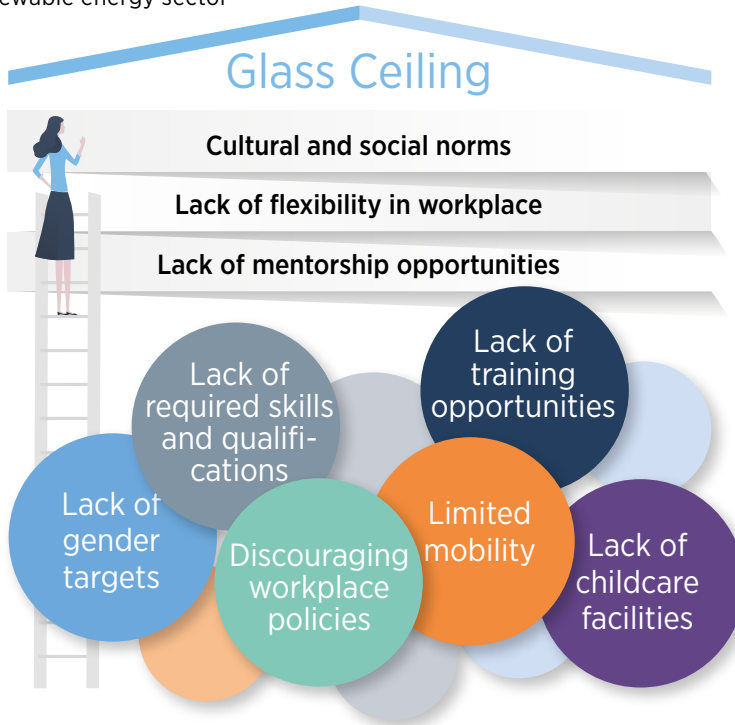 energy sector
Glass Ceiling
Cultural and social norms
Lack of flexibility in workplace
Lack of mentorship opportunities
Lack of
training
opportunities
Lack of
required skills
and qualifi-
cations
Lack of
gender
targets
Discouraging
workplace
policies
Limited
mobility
Lack of
childcare
facilities